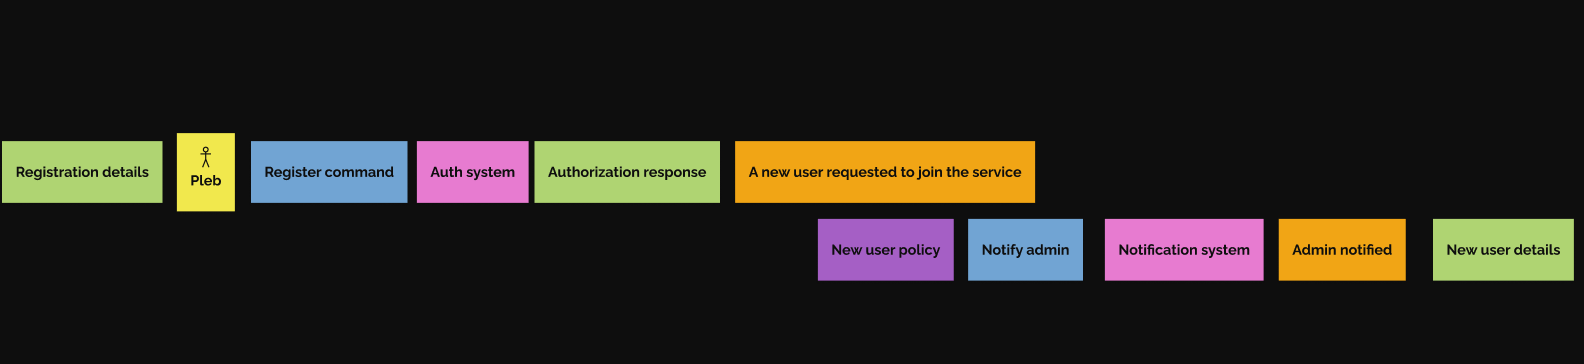 Registration details
Pleb
Register command
Auth system
Authorization response
A new user requested to join the service
New user policy
Notify admin
Notification system
Admin notified
New user details